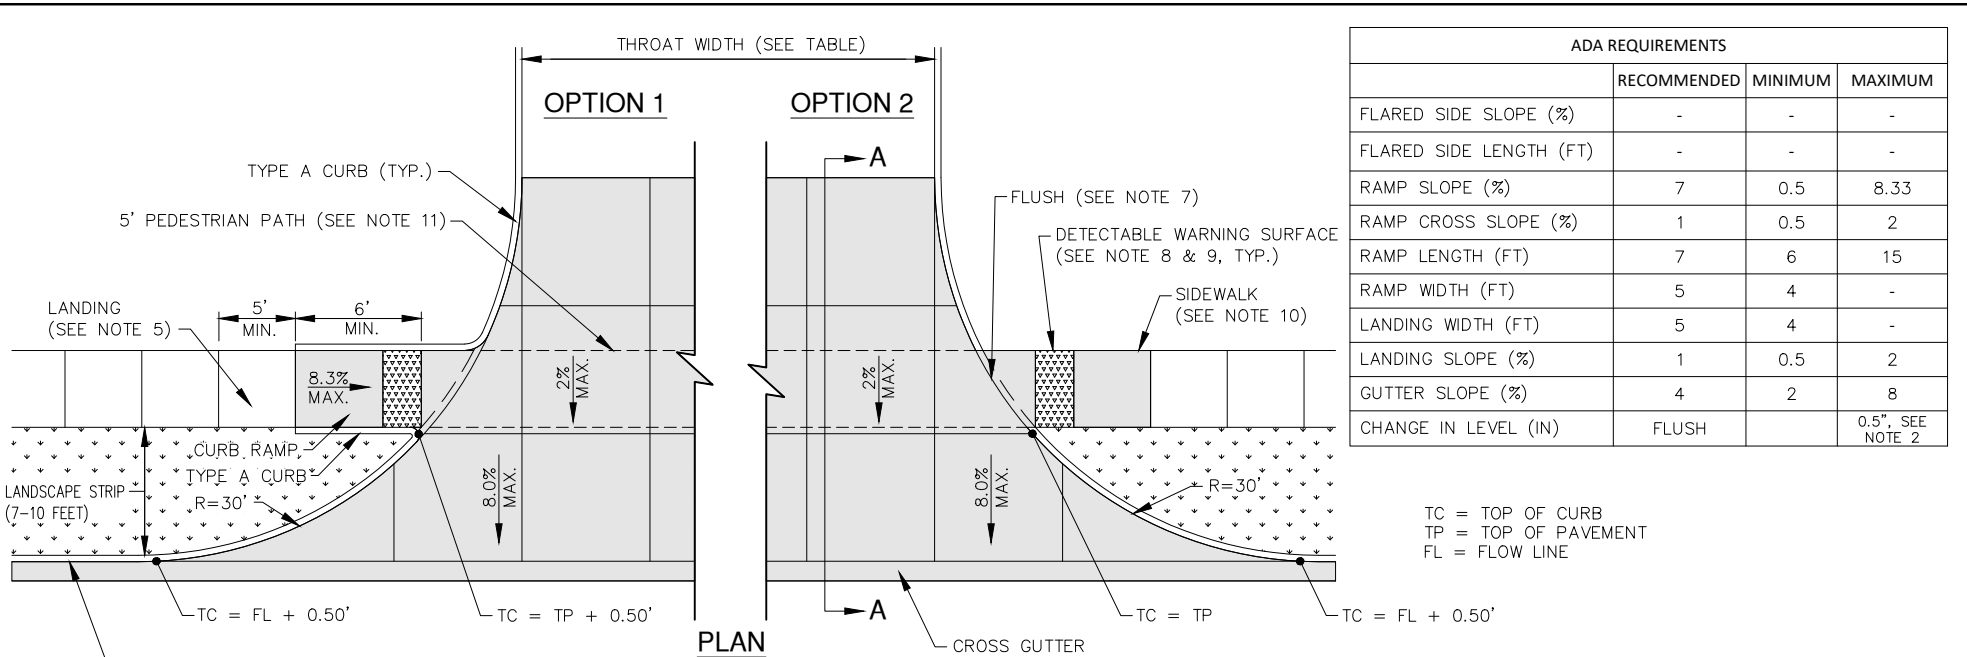 THROAT WIDTH (SEE TABLE)
OPTION 1
OPTION 2
A
TYPE A CURB (TYP.)
5' PEDESTRIAN PATH (SEE NOTE 11)
FLUSH (SEE NOTE 7)
DETECTABLE WARNING SURFACE
(SEE NOTE 8 & 9, TYP.)
LANDING
(SEE NOTE 5)
5'
MIN.
6'
MIN.
SIDEWALK
(SEE NOTE 10)
8.3%
MAX.
2%
MAX.
2%
MAX.
CURB RAMP
TYPE A CURB
LANDSCAPE STRIP
(7-10 FEET)
R=30'
8.0%
MAX.
8.0%
MAX.
R=30'
TC = FL + 0.50'
TC = TP + 0.50'
A
TC = TP
TC = FL + 0.50'
PLAN
CROSS GUTTER
ADA REQUIREMENTS
RECOMMENDED MINIMUM MAXIMUM
FLARED SIDE SLOPE (%) - - -
FLARED SIDE LENGTH (FT) - - -
RAMP SLOPE (%) 7 0.5 8.33
RAMP CROSS SLOPE (%) 1 0.5 2
RAMP LENGTH (FT) 7 6 15
RAMP WIDTH (FT) 5 4 -
LANDING WIDTH (FT) 5 4 -
LANDING SLOPE (%) 1 0.5 2
GUTTER SLOPE (%) 4 2 8
CHANGE IN LEVEL (IN) FLUSH 0.5", SEE
NOTE 2
TC = TOP OF CURB
TP = TOP OF PAVEMENT
FL = FLOW LINE